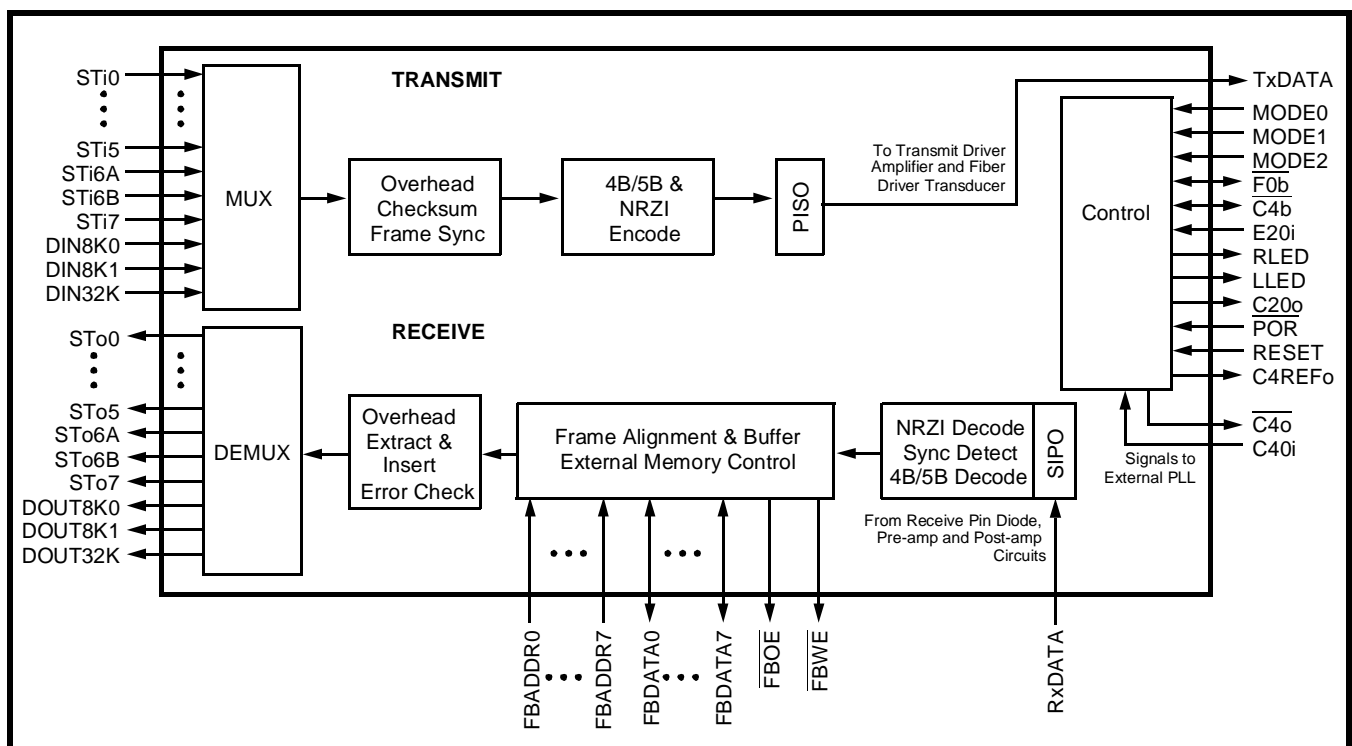 STi0
STi5
STi6A
STi6B
STi7
DIN8K0
DIN8K1
DIN32K
TRANSMIT
MUX
Overhead
Checksum
Frame Sync
4B/5B &
NRZI
Encode
PISO
To Transmit Driver
Amplifier and Fiber
Driver Transducer
Control
TxDATA
MODE0
MODE1
MODE2
F0b
C4b
E20i
RLED
LLED
C20o
POR
RESET
C4REFo
C4o
C40i
Signals to
External PLL
STo0
STo5
STo6A
STo6B
STo7
DOUT8K0
DOUT8K1
DOUT32K
RECEIVE
DEMUX
Overhead
Extract &
Insert
Error Check
Frame Alignment & Buffer
External Memory Control
NRZI Decode
Sync Detect
4B/5B Decode
SIPO
From Receive Pin Diode,
Pre-amp and Post-amp
Circuits
FBADDR0
FBADDR7
FBDATA0
FBDATA7
FBOE
FBWE
RxDATA